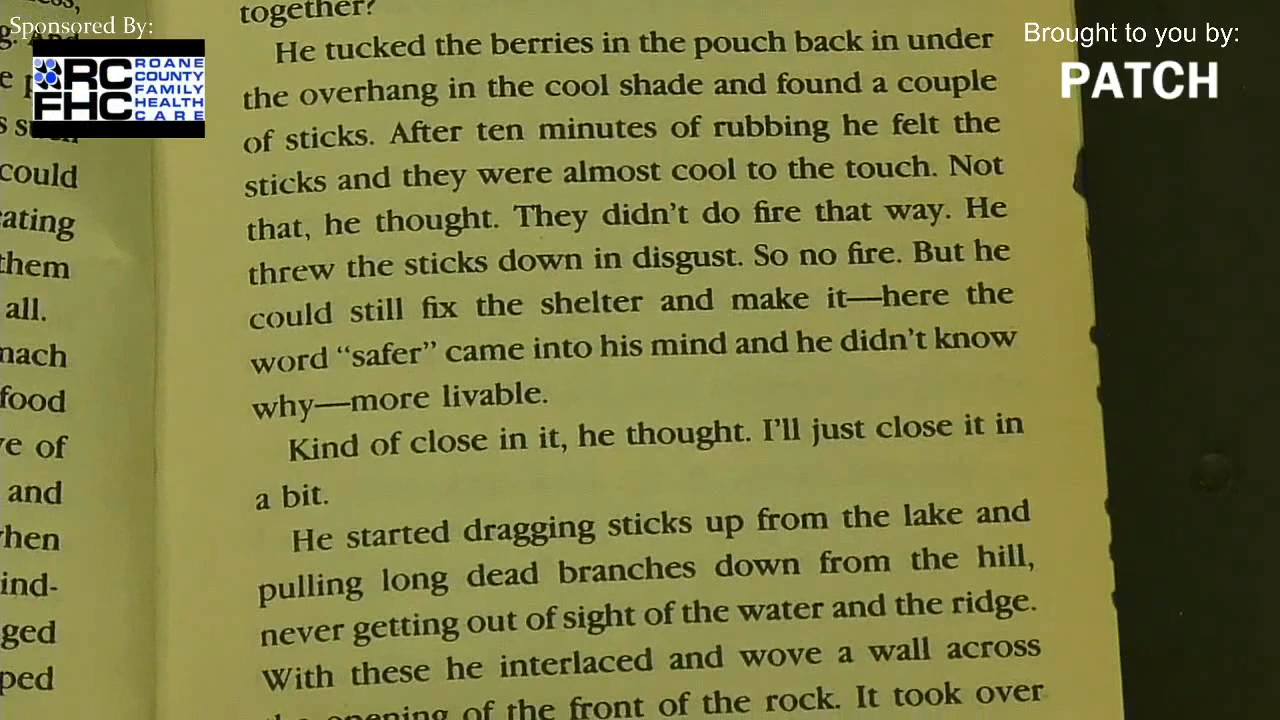 Sponsored By:
RC
FHC
ROANE
COUNTY
FAMILY
HEALTH
CARE
Brought to you by:
PATCH
could
them
all.
food
of
and
together?
He tucked the berries in the pouch back in under
the overhang in the cool shade and found a couple
of sticks. After ten minutes of rubbing he felt the
sticks and they were almost cool to the touch. Not
that, he thought. They didn't do fire that way. He
threw the sticks down in disgust. So no fire. But he
could still fix the shelter and make it—here the
word “safer” came into his mind and he didn't know
why—more livable.
Kind of close in it, he thought. I'll just close it in
a bit.
He started dragging sticks up from the lake and
pulling long dead branches down from the hill,
never getting out of sight of the water and the ridge.
With these he interlaced and wove a wall across
opening of the front of the rock. It took over